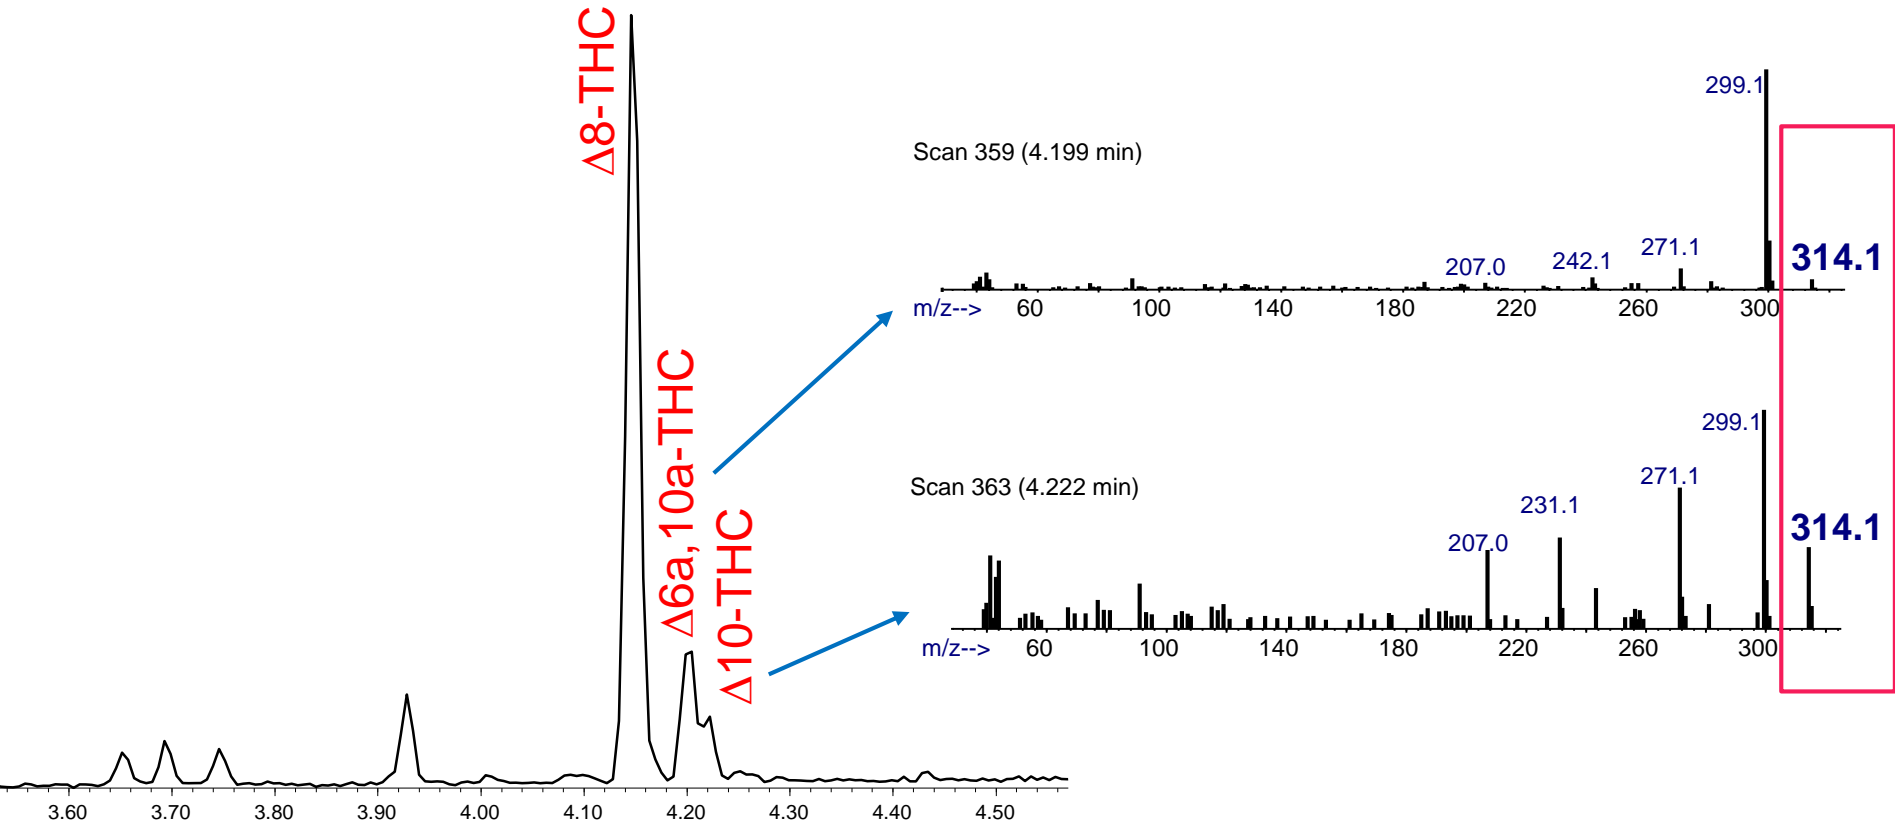 Δ8-THC
Δ6a,10a-THC
Δ10-THC
3.60 3.70 3.80 3.90 4.00 4.10 4.20 4.30 4.40 4.50
Scan 359 (4.199 min)
299.1
314.1
271.1
242.1
207.0
m/z--> 60 100 140 180 220 260 300
Scan 363 (4.222 min)
299.1
271.1
231.1
314.1
207.0
m/z--> 60 100 140 180 220 260 300